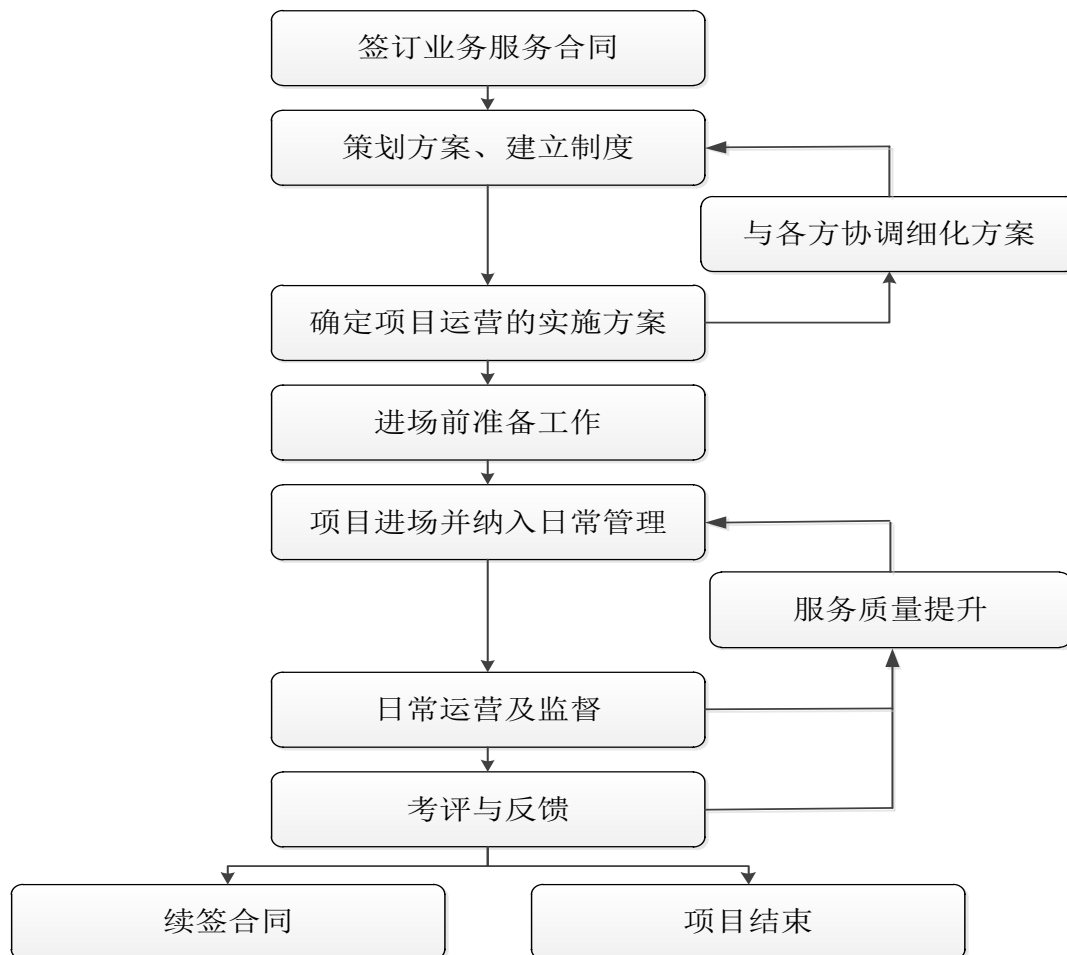 签订业务服务合同
策划方案、建立制度
与各方协调细化方案
确定项目运营的实施方案
进场前准备工作
项目进场并纳入日常管理
服务质量提升
日常运营及监督
考评与反馈
续签合同
项目结束